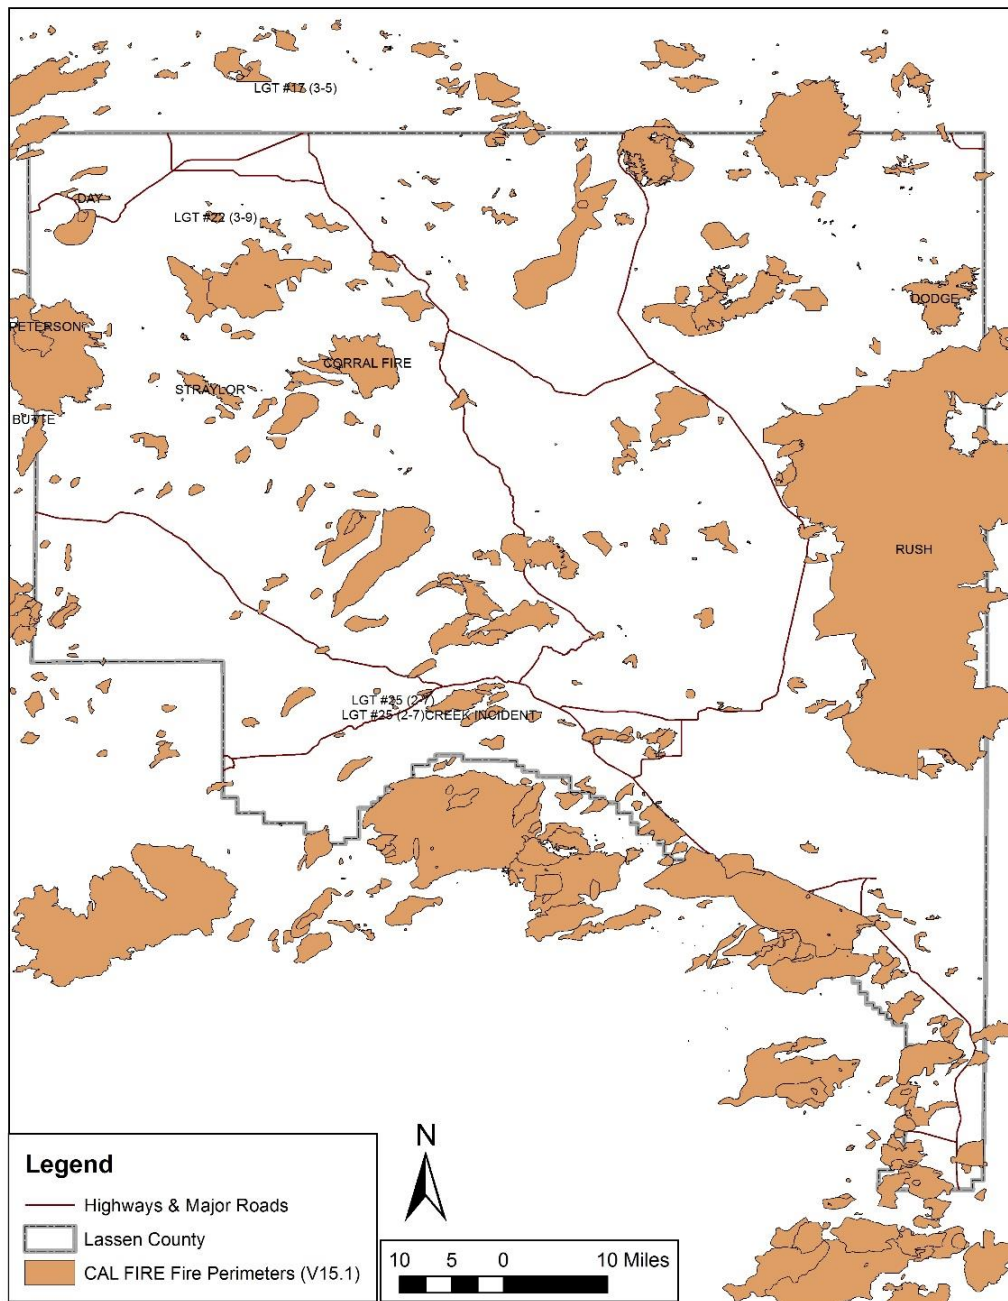 LGT #17 (3-5)
DAY
LGT #22 (3-9)
DODGE
PETERSON
CORRAL FIRE
STRAYLOR
BUTTE
RUSH
LGT #25 (2-7)
LGT #25 (2-7)CREEK INCIDENT
N
Legend
Highways & Major Roads
Lassen County
CAL FIRE Fire Perimeters (V15.1)
10 5 0 10 Miles